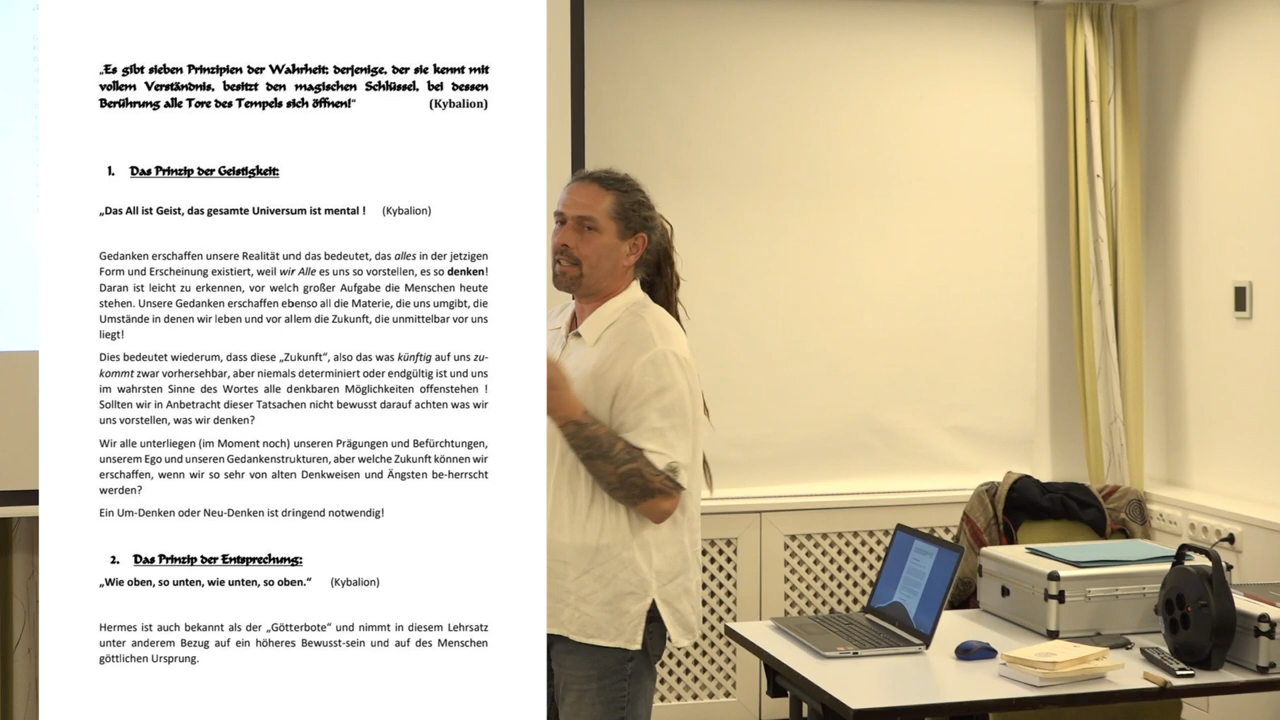 „Es gibt sieben Prinzipien der Wahrheit; derjenige, der sie kennt mit
vollem Verständnis, besitzt den magischen Schlüssel, bei dessen
Berührung alle Tore des Tempels sich öffnen!“ (Kybalion)
1. Das Prinzip der Geistigkeit:
„Das All ist Geist, das gesamte Universum ist mental ! (Kybalion)
Gedanken erschaffen unsere Realität und das bedeutet, das alles in der jetzigen
Form und Erscheinung existiert, weil wir Alle es uns so vorstellen, es so denken!
Daran ist leicht zu erkennen, vor welch großer Aufgabe die Menschen heute
stehen. Unsere Gedanken erschaffen ebenso all die Materie, die uns umgibt, die
Umstände in denen wir leben und vor allem die Zukunft, die unmittelbar vor uns
liegt!
Dies bedeutet wiederum, dass diese „Zukunft“, also das was künftig auf uns zu-
kommt zwar vorhersehbar, aber niemals determiniert oder endgültig ist und uns
im wahrsten Sinne des Wortes alle denkbaren Möglichkeiten offenstehen !
Sollten wir in Anbetracht dieser Tatsachen nicht bewusst darauf achten was wir
uns vorstellen, was wir denken?
Wir alle unterliegen (im Moment noch) unseren Prägungen und Befürchtungen,
unserem Ego und unseren Gedankenstrukturen, aber welche Zukunft können wir
erschaffen, wenn wir so sehr von alten Denkweisen und Ängsten be-herrscht
werden?
Ein Um-Denken oder Neu-Denken ist dringend notwendig!
2. Das Prinzip der Entsprechung:
„Wie oben, so unten, wie unten, so oben.“ (Kybalion)
Hermes ist auch bekannt als der „Götterbote“ und nimmt in diesem Lehrsatz
unter anderem Bezug auf ein höheres Bewusst-sein und auf des Menschen
göttlichen Ursprung.